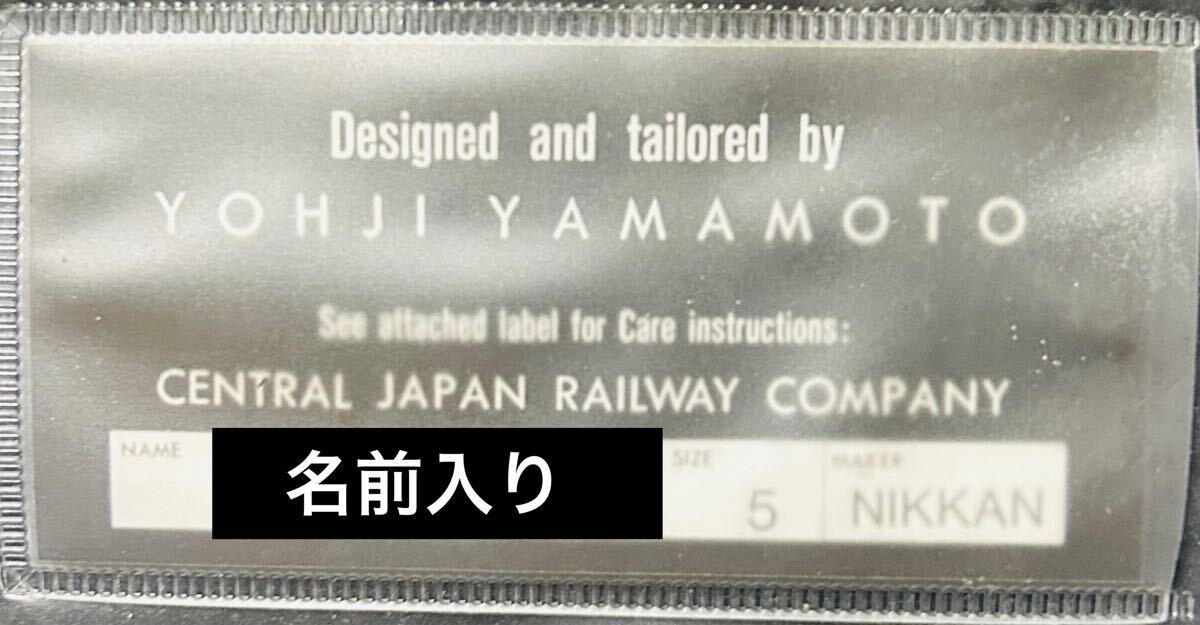 Designed and tailored by
YOHJI YAMAMOTO
See attached label for Care instructions:
CENTRAL JAPAN RAILWAY COMPANY
NAME 名前入り SIZE 5 MAKER NIKKAN